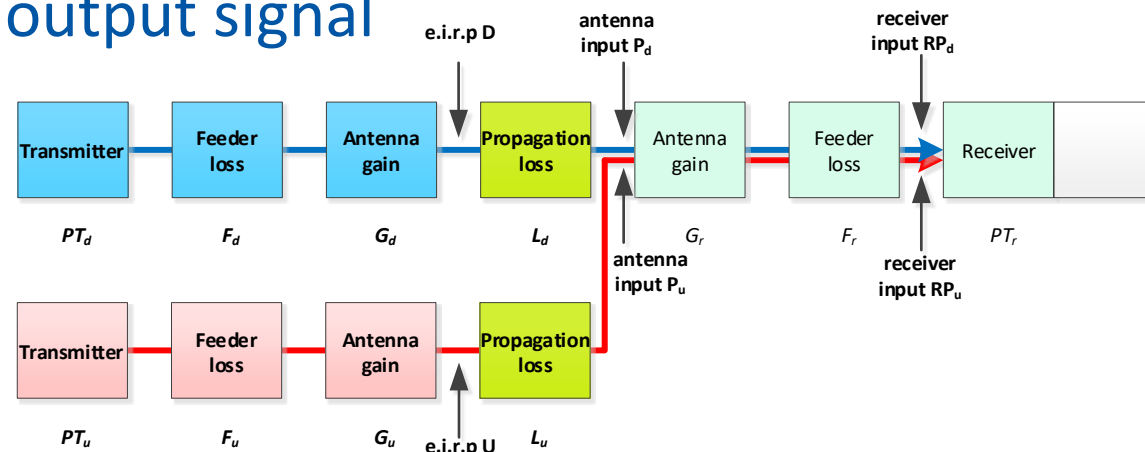 output signal
e.i.r.p D
antenna
input Pd
receiver
input RPd
Transmitter
Feeder
loss
Antenna
gain
Propagation
loss
Antenna
gain
Feeder
loss
Receiver
PTd
Fd
Gd
Ld
Gr
Fr
PTr
antenna
input Pu
receiver
input RPu
Transmitter
Feeder
loss
Antenna
gain
Propagation
loss
PTu
Fu
Gu
e.i.r.p U
Lu